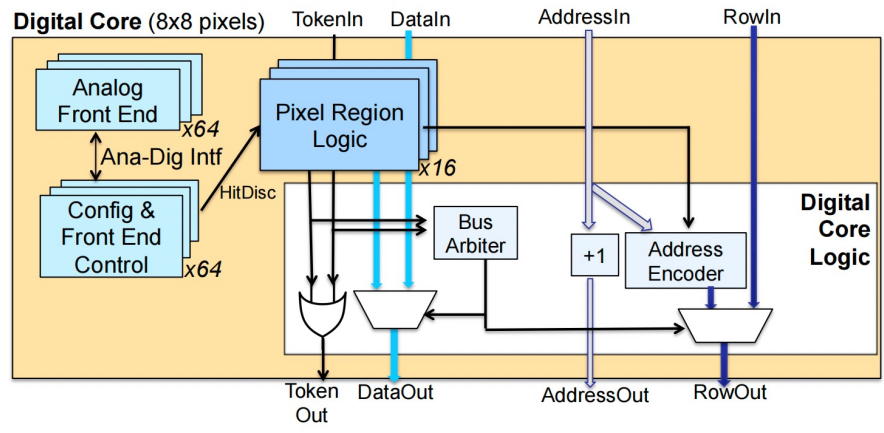 TokenIn DataIn AddressIn RowIn
Digital Core (8x8 pixels)
Analog
Front End
x64
Ana-Dig Intf
Pixel Region
Logic
x16
HitDisc
Config &
Front End
Control
x64
Bus
Arbiter
+1
Address
Encoder
Digital
Core
Logic
Token
Out
DataOut
AddressOut
RowOut